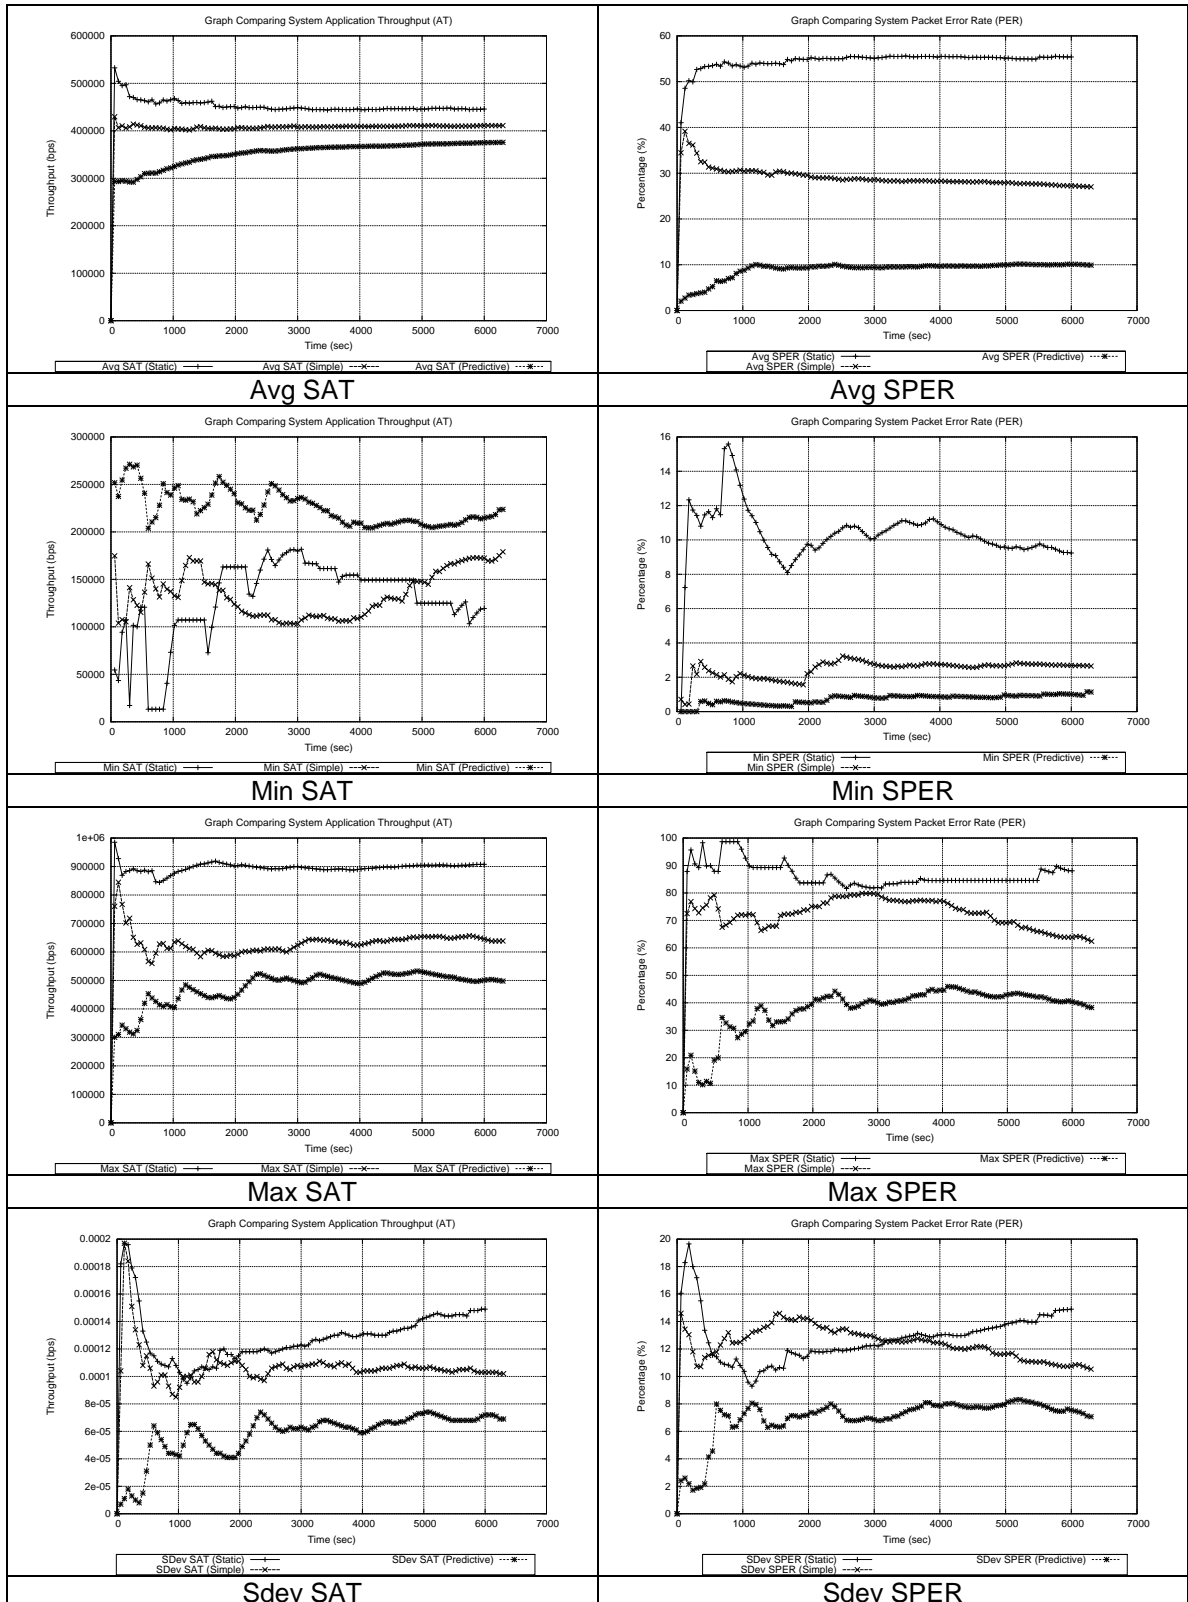 Graph Comparing System Application Throughput (AT)
600000
500000
400000
300000
200000
100000
0
Throughput (bps)
0 1000 2000 3000 4000 5000 6000 7000
Time (sec)
Avg SAT (Static) Avg SAT (Simple) Avg SAT (Predictive)
Avg SAT
Graph Comparing System Packet Error Rate (PER)
60
50
40
30
20
10
0
Percentage (%)
0 1000 2000 3000 4000 5000 6000 7000
Time (sec)
Avg SPER (Static) Avg SPER (Predictive)
Avg SPER (Simple)
Avg SPER
Graph Comparing System Application Throughput (AT)
300000
250000
200000
150000
100000
50000
0
Throughput (bps)
0 1000 2000 3000 4000 5000 6000 7000
Time (sec)
Min SAT (Static) Min SAT (Simple) Min SAT (Predictive)
Min SAT
Graph Comparing System Packet Error Rate (PER)
16
14
12
10
8
6
4
2
0
Percentage (%)
0 1000 2000 3000 4000 5000 6000 7000
Time (sec)
Min SPER (Static) Min SPER (Predictive)
Min SPER (Simple)
Min SPER
Graph Comparing System Application Throughput (AT)
1e+06
900000
800000
700000
600000
500000
400000
300000
200000
100000
0
Throughput (bps)
0 1000 2000 3000 4000 5000 6000 7000
Time (sec)
Max SAT (Static) Max SAT (Simple) Max SAT (Predictive)
Max SAT
Graph Comparing System Packet Error Rate (PER)
100
90
80
70
60
50
40
30
20
10
0
Percentage (%)
0 1000 2000 3000 4000 5000 6000 7000
Time (sec)
Max SPER (Static) Max SPER (Predictive)
Max SPER (Simple)
Max SPER
Graph Comparing System Application Throughput (AT)
0.0002
0.00018
0.00016
0.00014
0.00012
0.0001
8e-05
6e-05
4e-05
2e-05
0
Throughput (bps)
0 1000 2000 3000 4000 5000 6000 7000
Time (sec)
SDev SAT (Static) SDev SAT (Predictive)
SDev SAT (Simple)
Sdev SAT
Graph Comparing System Packet Error Rate (PER)
20
18
16
14
12
10
8
6
4
2
0
Percentage (%)
0 1000 2000 3000 4000 5000 6000 7000
Time (sec)
SDev SPER (Static) SDev SPER (Predictive)
SDev SPER (Simple)
Sdev SPER